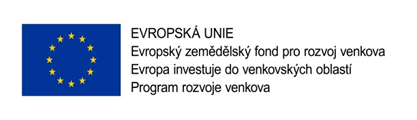 EVROPSKÁ UNIE
Evropský zemědělský fond pro rozvoj venkova
Evropa investuje do venkovských oblastí
Program rozvoje venkova